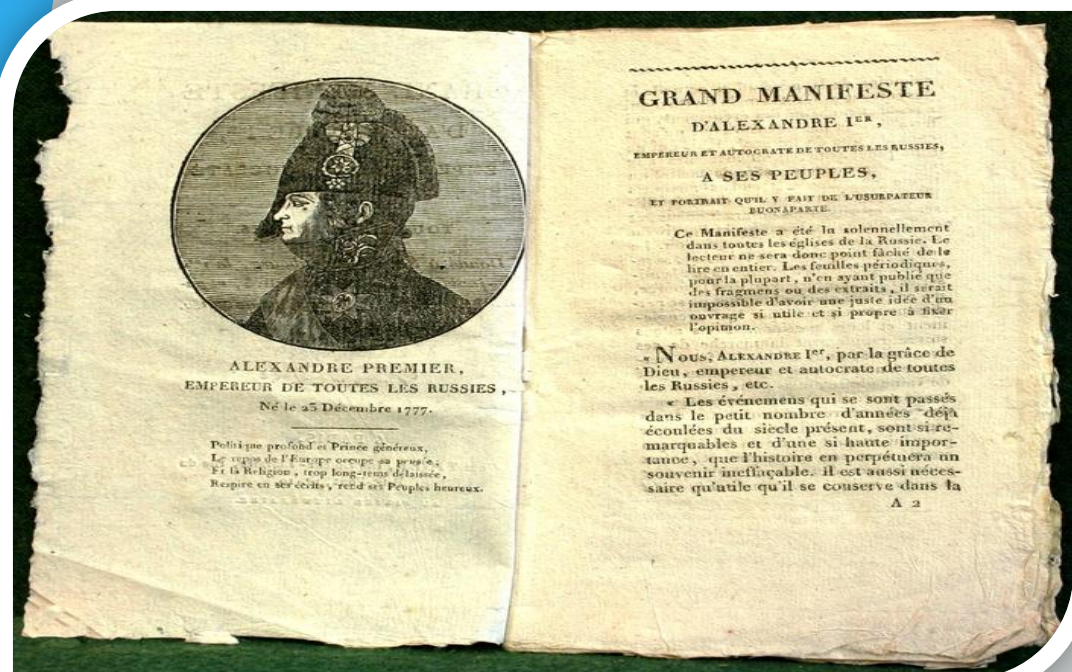 ALEXANDRE PREMIER,
EMPEREUR DE TOUTES LES RUSSIES,
Né le 23 Décembre 1777.
Politique profond et Prince généreux,
Le repos de l'Europe occupe sa pensée;
Et la Religion, trop long-tems délaissée,
Respire en ses écrits, rend ses Peuples heureux.
GRAND MANIFESTE
D'ALEXANDRE IER,
EMPEREUR ET AUTOCRATE DE TOUTES LES RUSSIES,
A SES PEUPLES,
ET PORTRAIT QU'IL Y FAIT DE L'USURPATEUR
BUONAPARTE.
Ce Manifeste a été lu solennellement
dans toutes les églises de la Russie. Le
lecteur ne sera donc point fâché de le
lire en entier. Les feuilles périodiques,
pour la plupart, n'en ayant publié que
des fragmens ou des extraits, il serait
impossible d'avoir une juste idée d'un
ouvrage si utile et si propre à fixer
l'opinion.
« Nous, ALEXANDRE Ier, par la grâce de
Dieu, empereur et autocrate de toutes
les Russies, etc.
« Les événemens qui se sont passés
dans le petit nombre d'années déjà
écoulées du siècle présent, sont si re-
marquables et d'une si haute impor-
tance, que l'histoire en perpétuera un
souvenir ineffaçable. Il est aussi néces-
saire qu'utile qu'il se conserve dans la
A 2